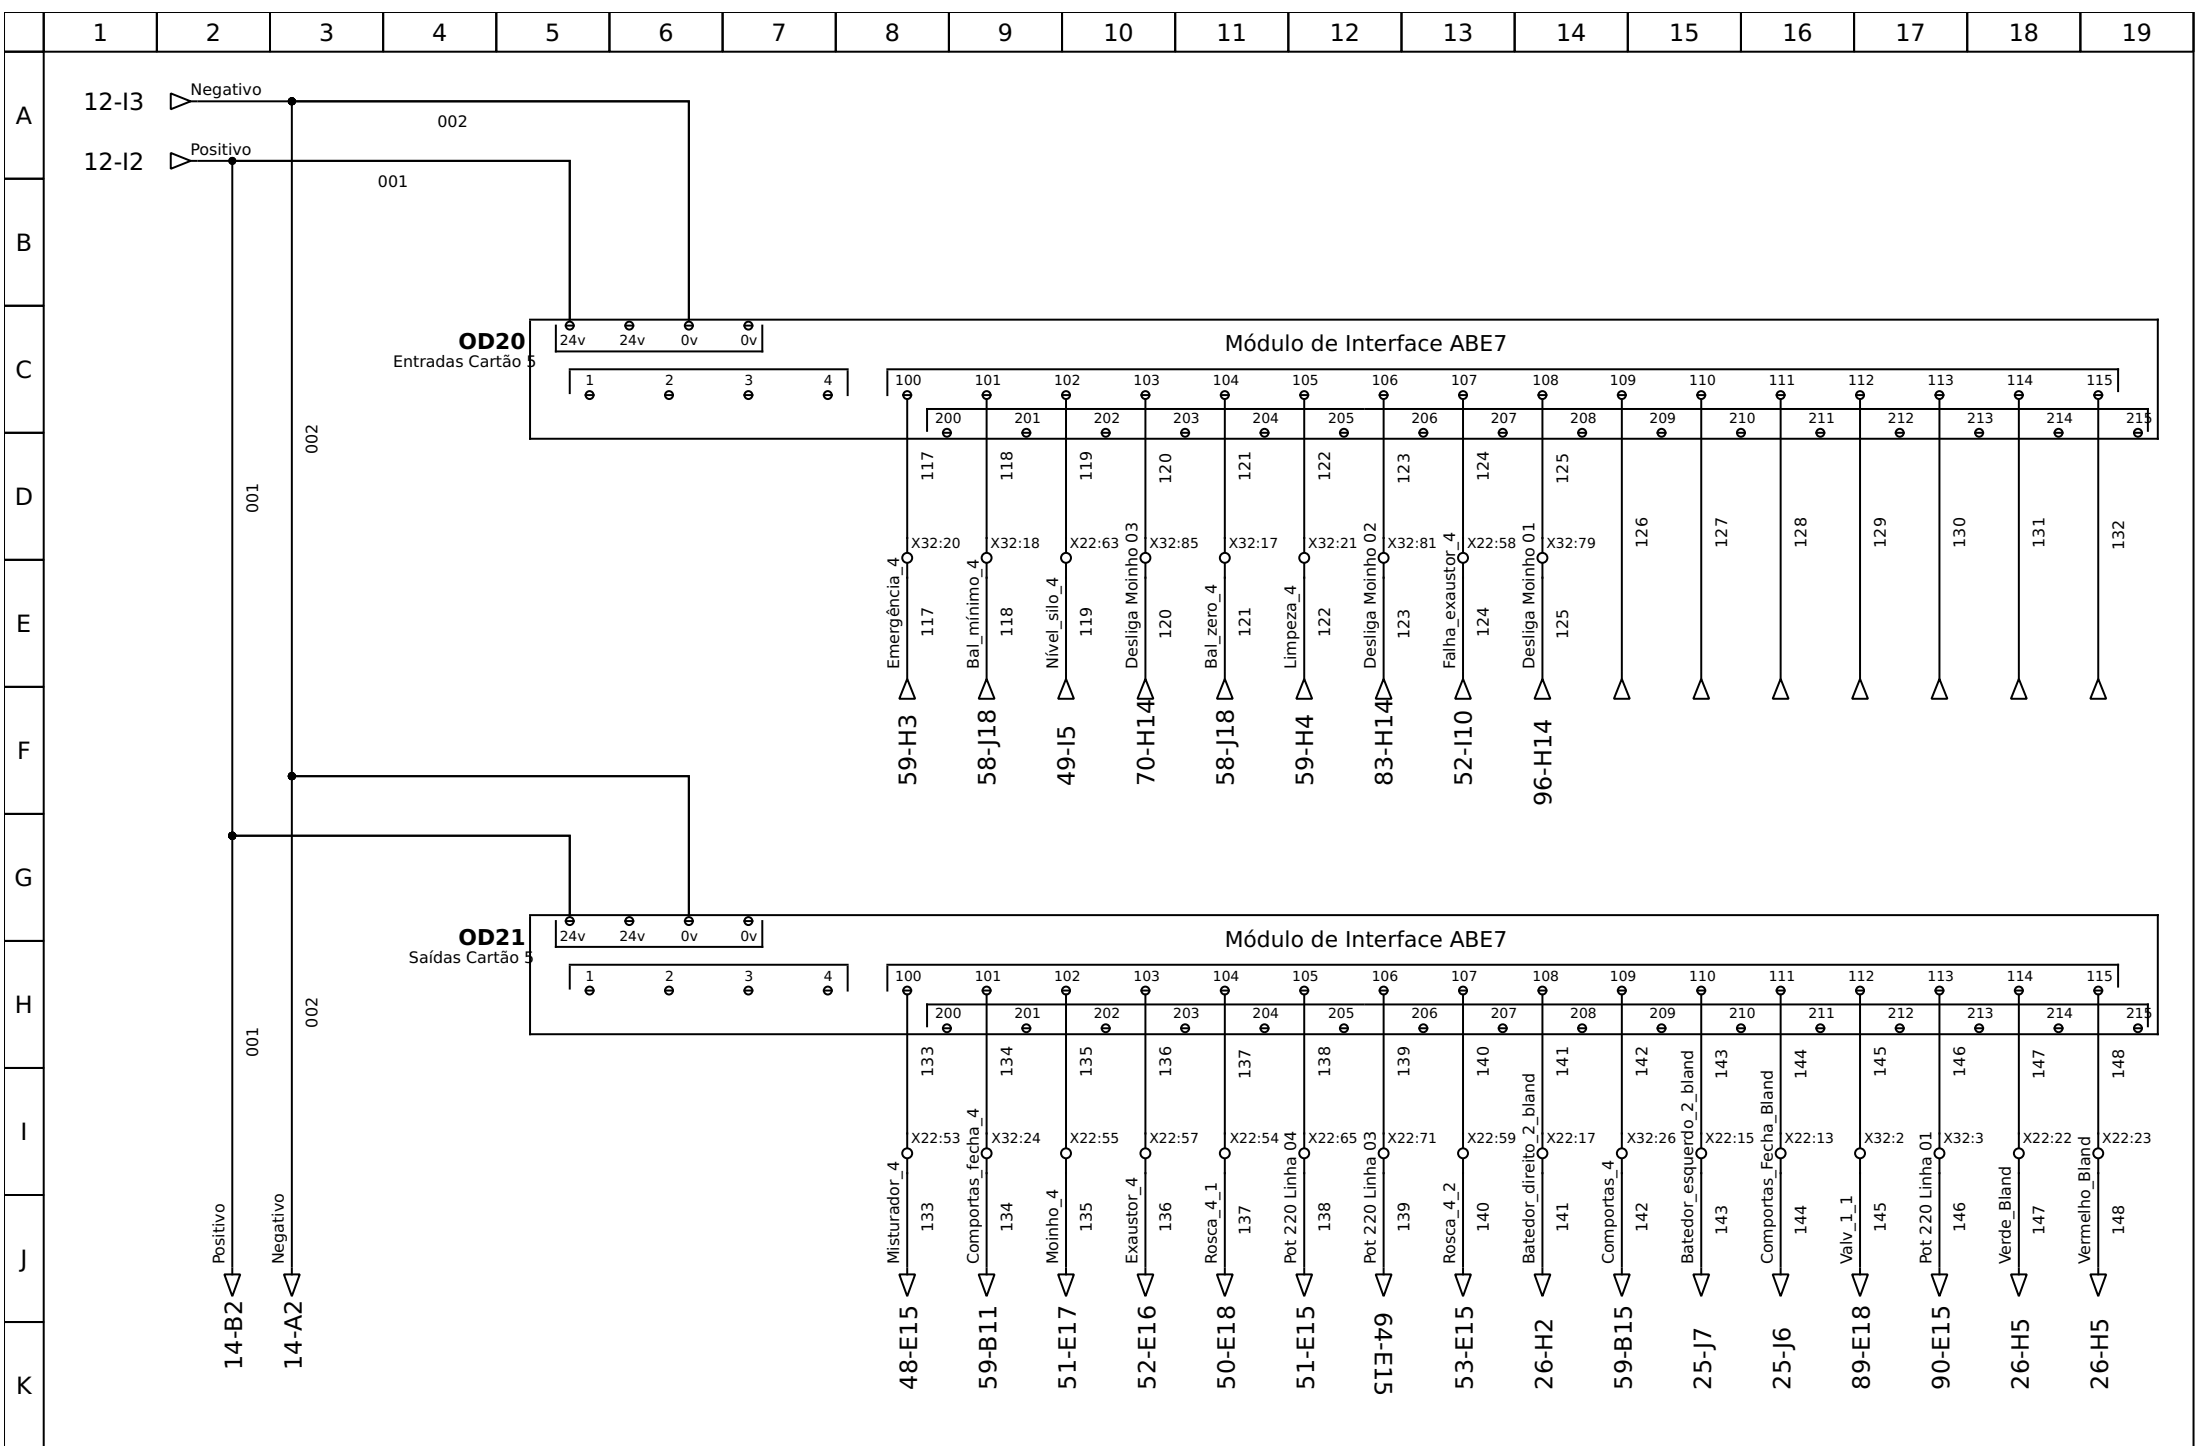 1 2 3 4 5 6 7 8 9 10 11 12 13 14 15 16 17 18 19
A
B
C
D
E
F
G
H
I
J
K
12-I3 Negativo
002
12-I2 Positivo
001
002
001
OD20
Entradas Cartão 5
24v 24v 0v 0v
Módulo de Interface ABE7
1 2 3 4
100 101 102 103 104 105 106 107 108 109 110 111 112 113 114 115
200 201 202 203 204 205 206 207 208 209 210 211 212 213 214 215
117 118 119 120 121 122 123 124 125
126 127 128 129 130 131 132
X32:20 X32:18 X22:63 X32:85 X32:17 X32:21 X32:81 X22:58 X32:79
Emergência_4
Bal_mínimo_4
Nível_silo_4
Desliga Moinho 03
Bal_zero_4
Limpeza_4
Desliga Moinho 02
Falha_exaustor_4
Desliga Moinho 01
117 118 119 120 121 122 123 124 125
59-H3 58-J18 49-I5 70-H14 58-J18 59-H4 83-H14 52-I10 96-H14
OD21
Saídas Cartão 5
24v 24v 0v 0v
Módulo de Interface ABE7
1 2 3 4
100 101 102 103 104 105 106 107 108 109 110 111 112 113 114 115
200 201 202 203 204 205 206 207 208 209 210 211 212 213 214 215
002
001
133 134 135 136 137 138 139 140 141 142 143 144 145 146 147 148
X22:53 X32:24 X22:55 X22:57 X22:54 X22:65 X22:71 X22:59 X22:17 X32:26 X22:15 X22:13 X32:2 X32:3 X22:22 X22:23
Positivo
Negativo
Misturador_4
Comportas_fecha_4
Moinho_4
Exaustor_4
Rosca_4_1
Pot 220 Linha 04
Pot 220 Linha 03
Rosca_4_2
Batedor_direito_2_bland
Comportas_4
Batedor_esquerdo_2_bland
Comportas_Fecha_Bland
Valv_1_1
Pot 220 Linha 01
Verde_Bland
Vermelho_Bland
133 134 135 136 137 138 139 140 141 142 143 144 145 146 147 148
14-B2 14-A2
48-E15 59-B11 51-E17 52-E16 50-E18 51-E15 64-E15 53-E15 26-H2 59-B15 25-J7 25-J6 89-E18 90-E15 26-H5 26-H5